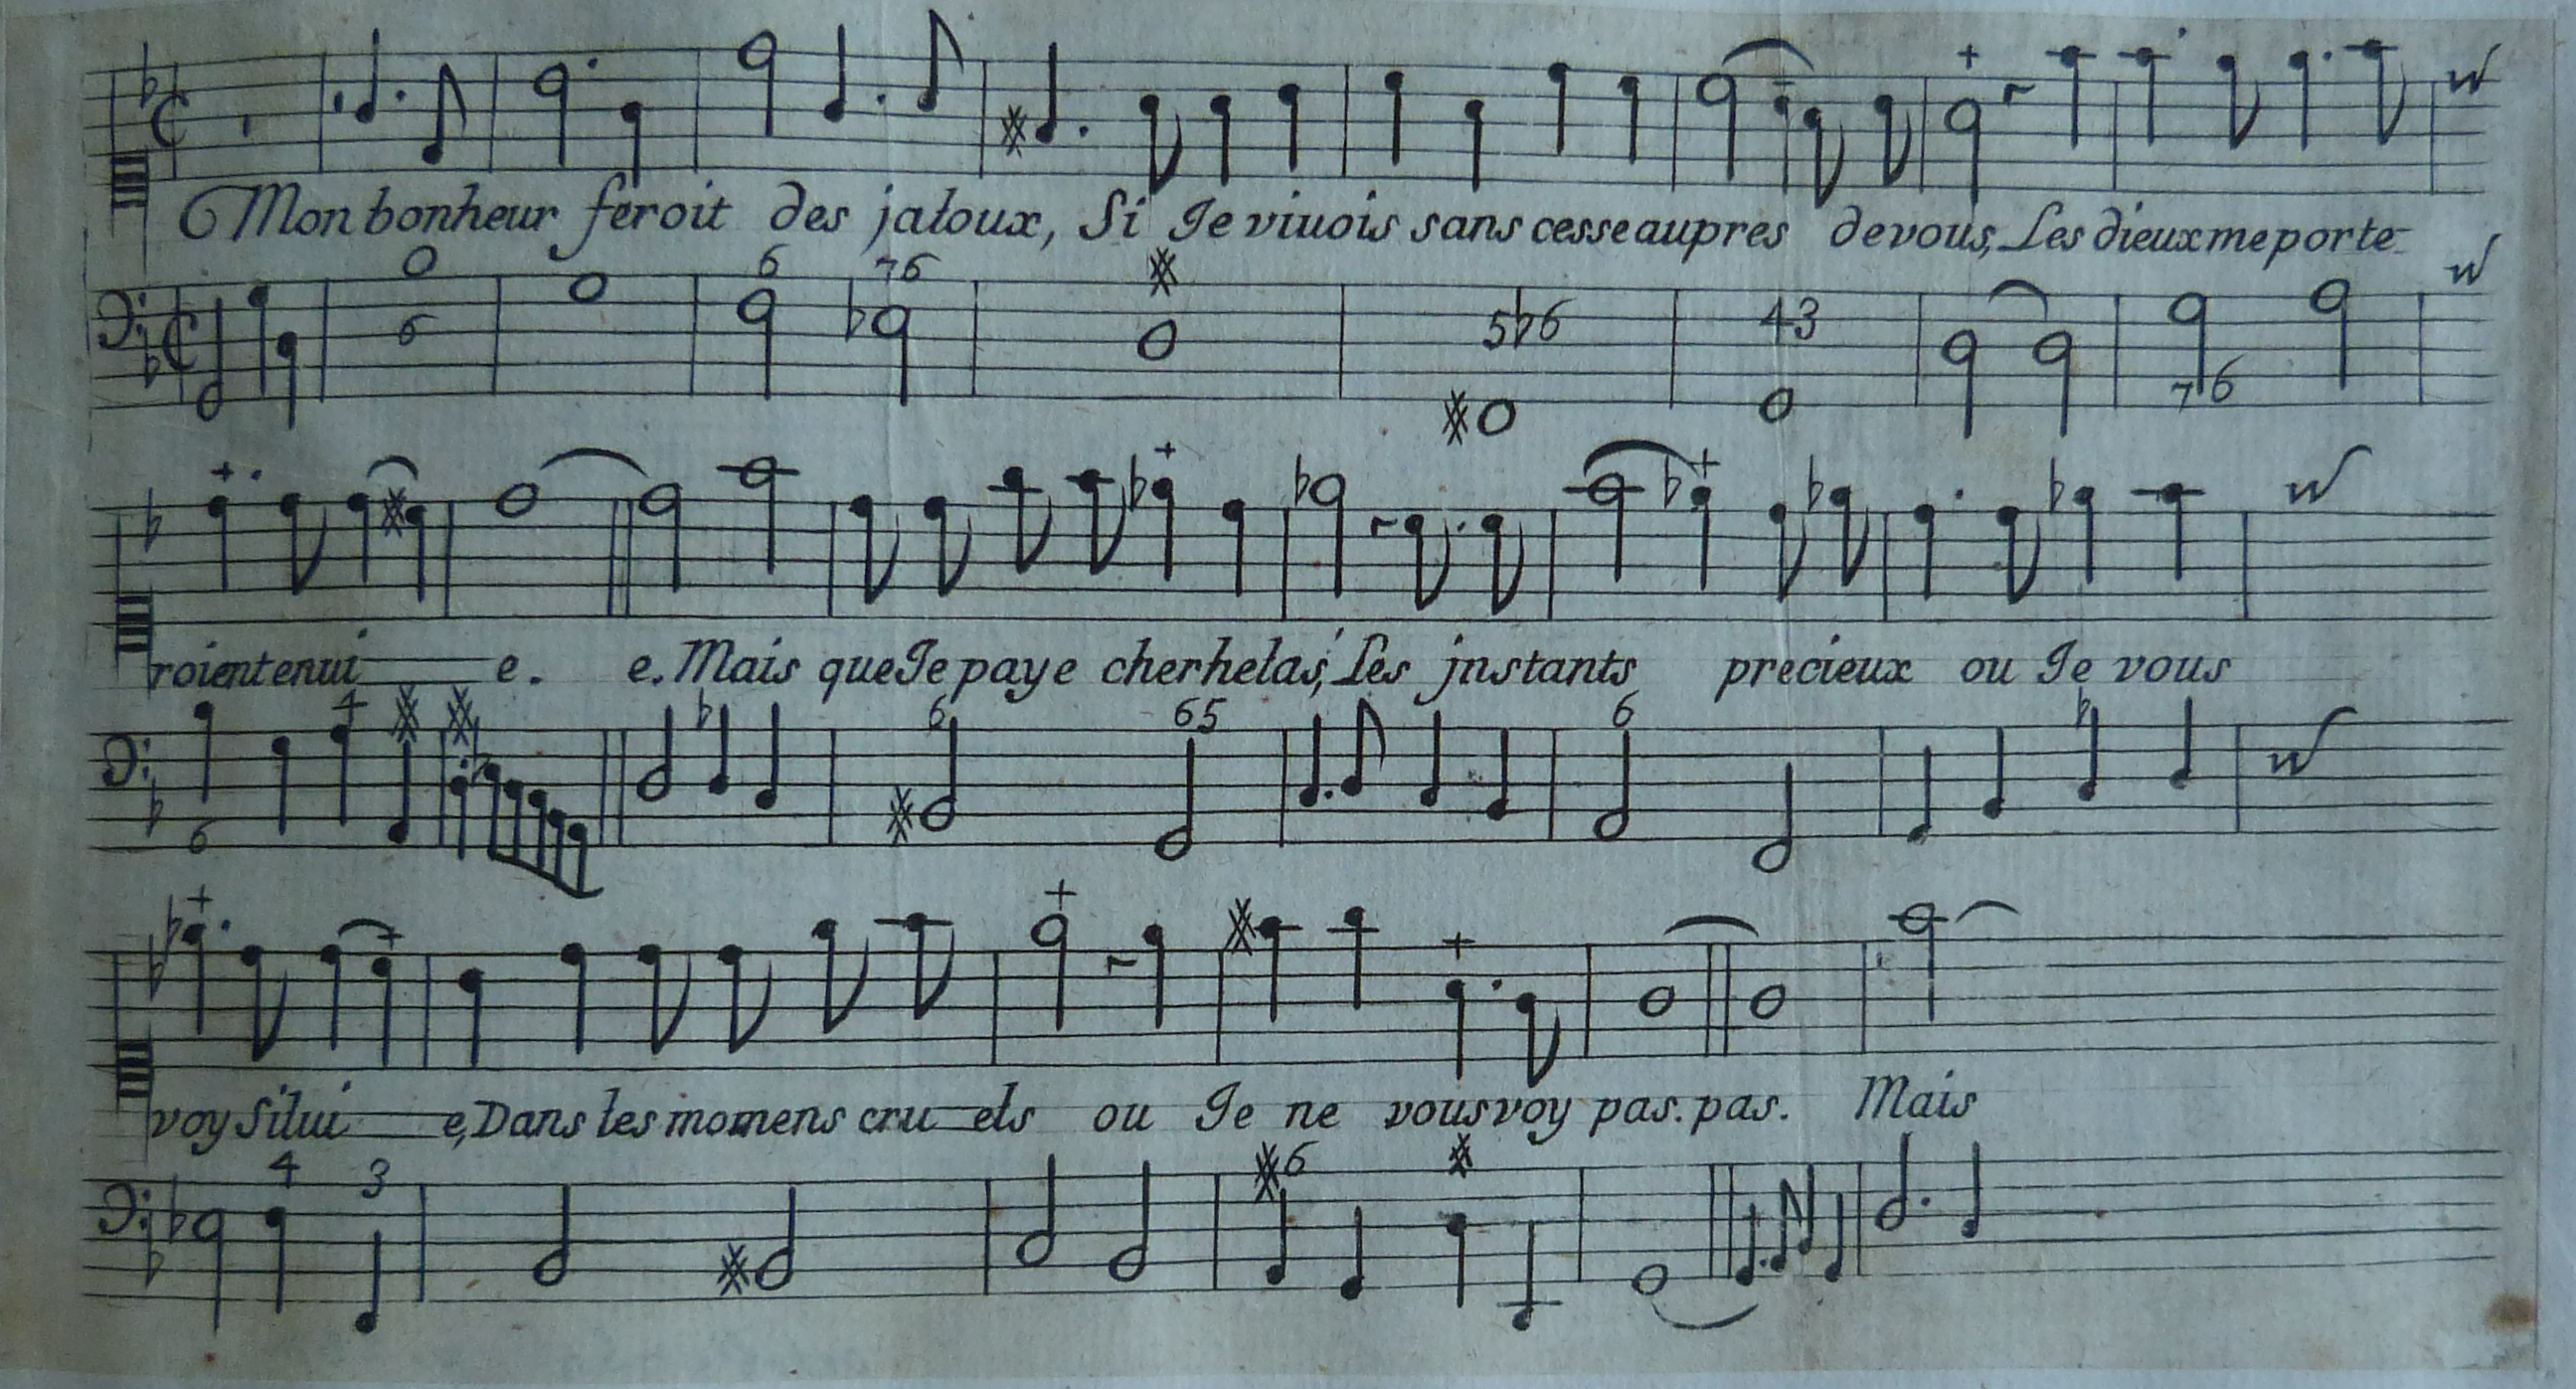 Mon bonheur feroit des jaloux, Si Je viuois sans cesse aupres de vous, Les dieux me porte-
0 6 76
6 5♭6 43
76
roient enui e. e. Mais que Je paye cher helas, Les jnstants precieux ou Je vous
4 6 65 6
6
voy Si lui e, Dans les momens cru els ou Je ne vous voy pas. pas. Mais
4 3 6